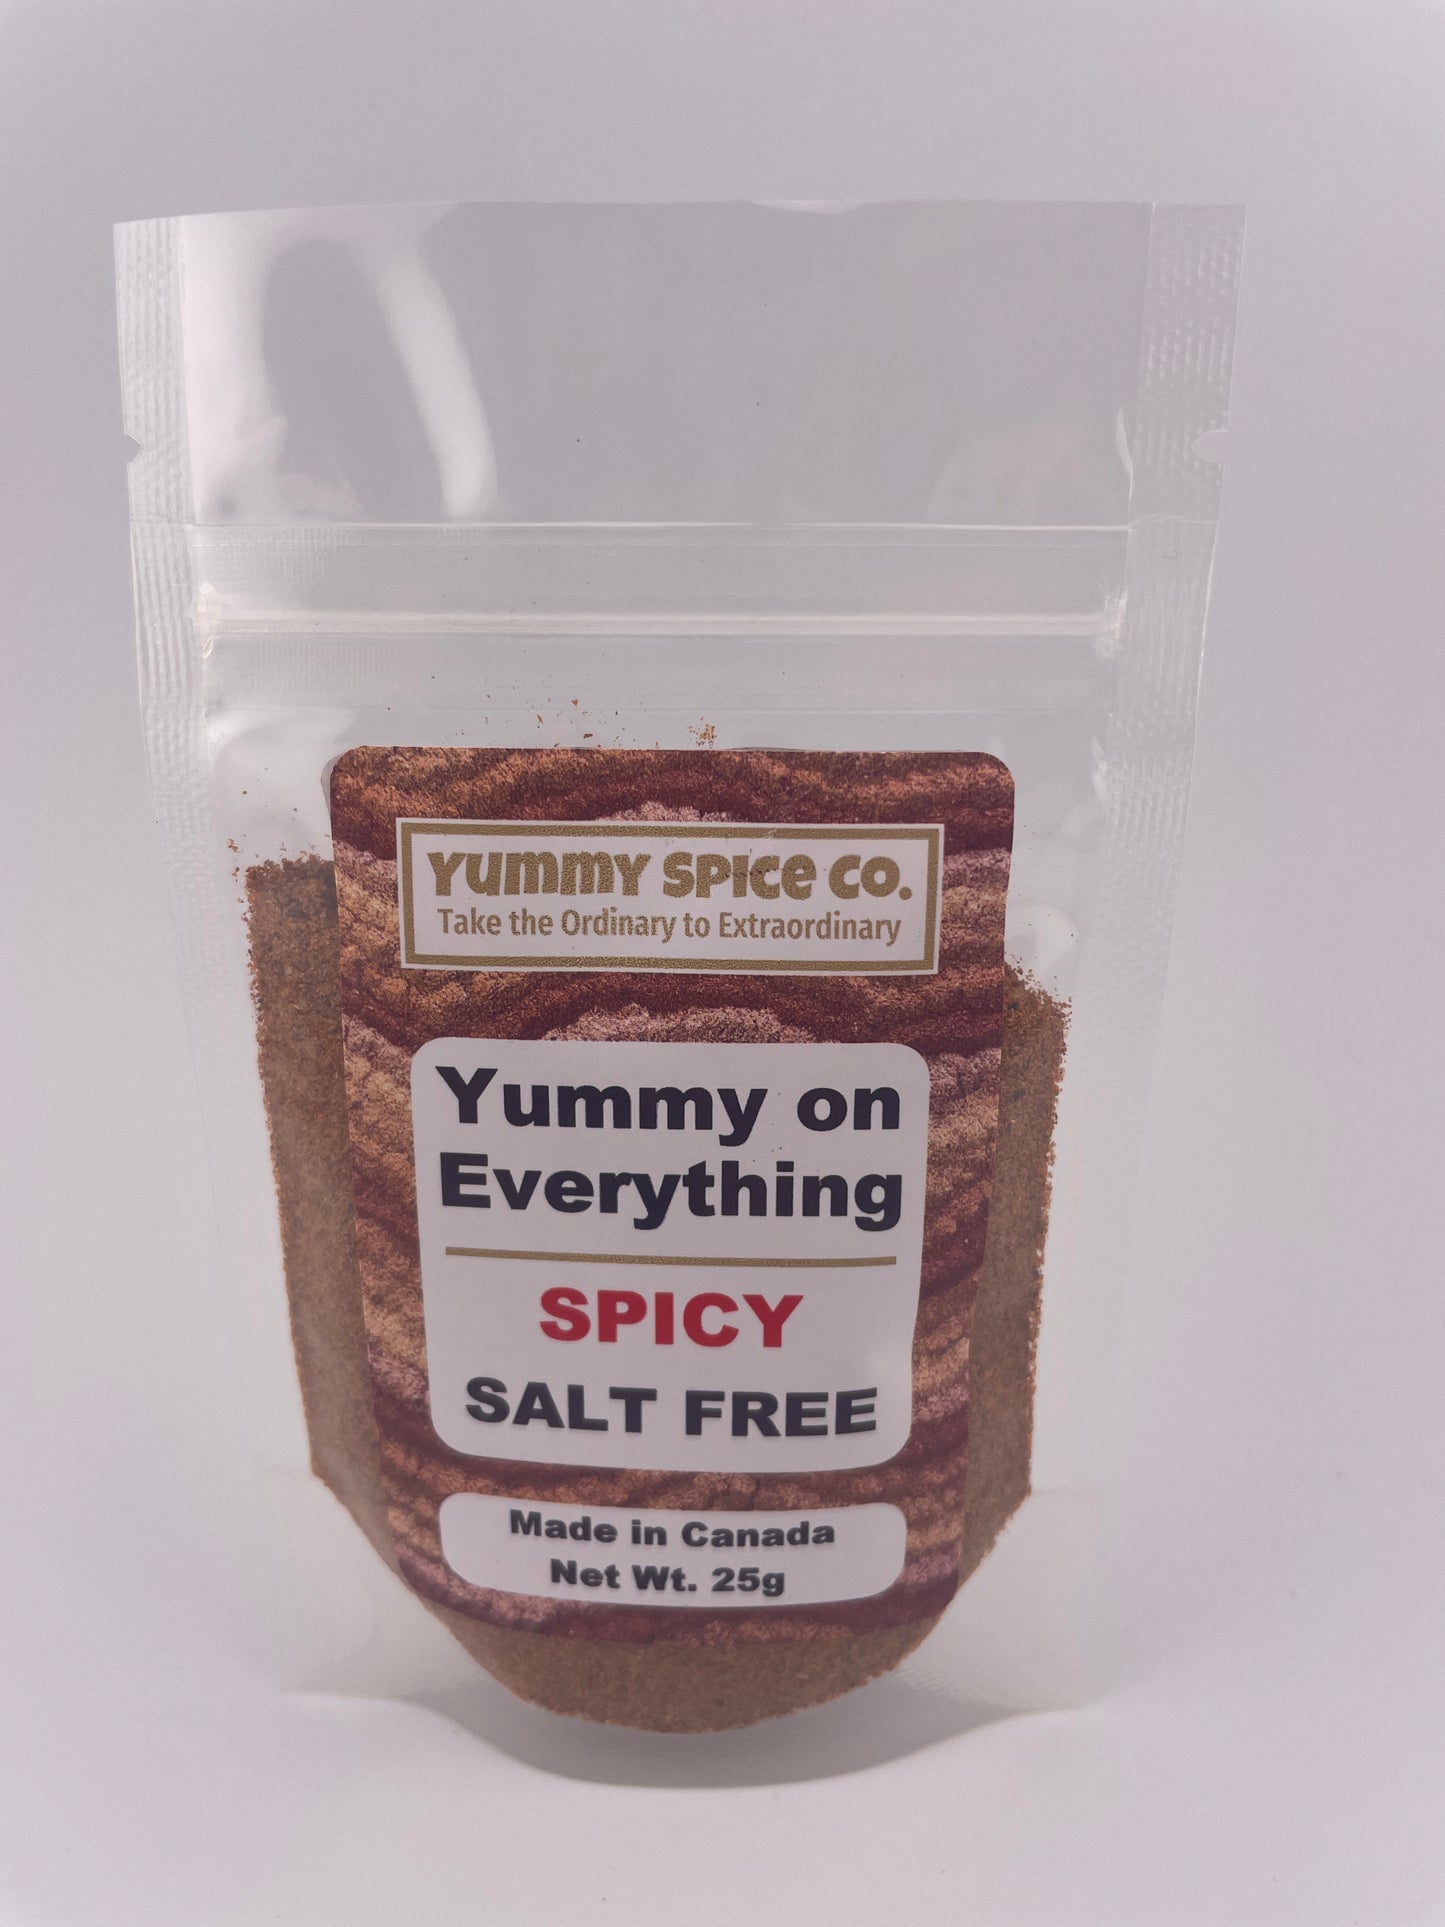 YUMMY SPICE CO.
Take the Ordinary to Extraordinary
Yummy on
Everything
SPICY
SALT FREE
Made in Canada
Net Wt. 25g